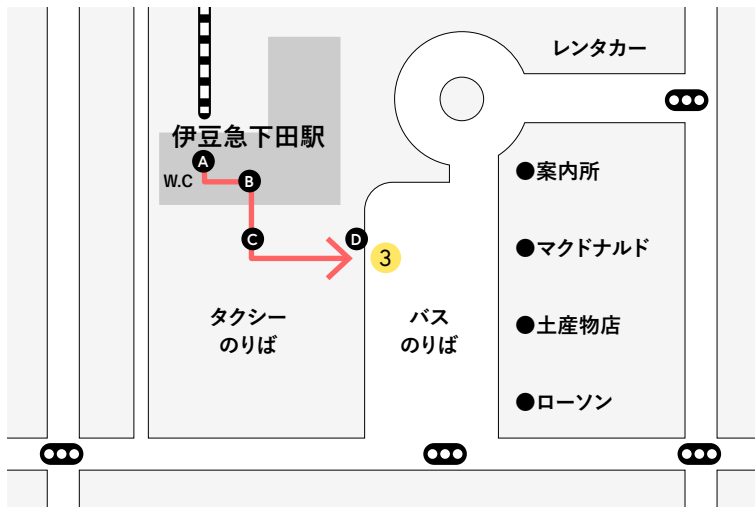 レンタカー
伊豆急下田駅
A
W.C
B
●案内所
C
D
3
●マクドナルド
タクシー
のりば
バス
のりば
●土産物店
●ローソン